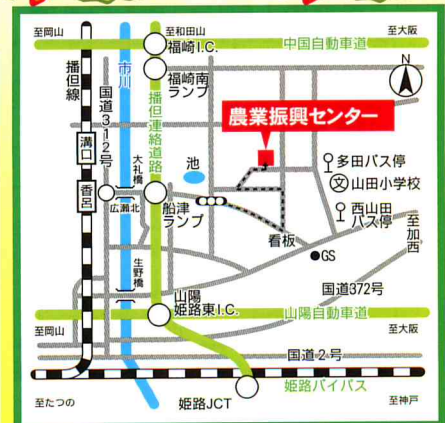 至岡山
至和田山
至大阪
福崎I.C.
中国自動車道
播但線
国道312号
市川
播但連絡道路
福崎南
ランプ
N
農業振興センター
溝口
大礼橋
池
多田バス停
文山田小学校
香呂
広瀬北
船津
ランプ
西山田
バス停
至加西
看板
GS
生野橋
国道372号
山陽
姫路東I.C.
至岡山
山陽自動車道
至大阪
国道2号
姫路バイパス
至たつの
姫路JCT
至神戸